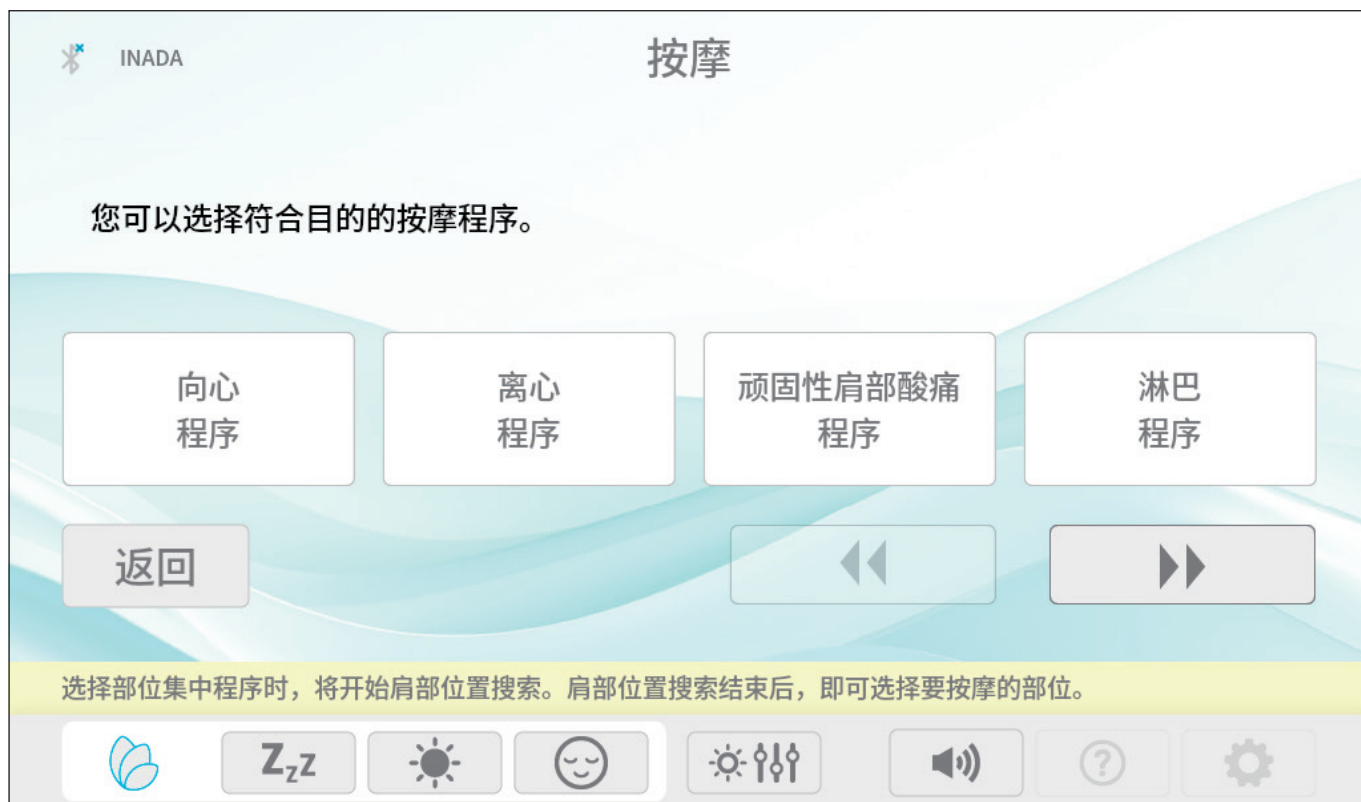 INADA
按摩
您可以选择符合目的的按摩程序。
向心
程序
离心
程序
顽固性肩部酸痛
程序
淋巴
程序
返回
选择部位集中程序时，将开始肩部位置搜索。肩部位置搜索结束后，即可选择要按摩的部位。
ZzZ
?